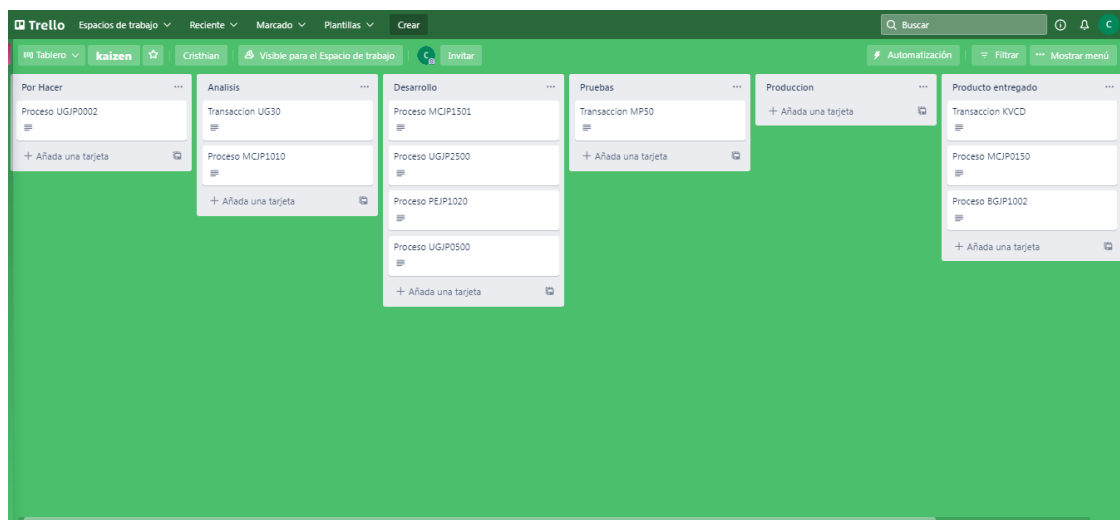 Trello Espacios de trabajo Reciente Marcado Plantillas Crear Buscar C
Tablero kaizen Cristhian Visible para el Espacio de trabajo C Invitar Automatización Filtrar Mostrar menú
Por Hacer
Proceso UGJP0002
+ Añada una tarjeta
Analisis
Transaccion UG30
Proceso MCJP1010
+ Añada una tarjeta
Desarrollo
Proceso MCJP1501
Proceso UGJP2500
Proceso PEJP1020
Proceso UGJP0500
+ Añada una tarjeta
Pruebas
Transaccion MP50
+ Añada una tarjeta
Produccion
+ Añada una tarjeta
Producto entregado
Transaccion KVCD
Proceso MCJP0150
Proceso BGJP1002
+ Añada una tarjeta